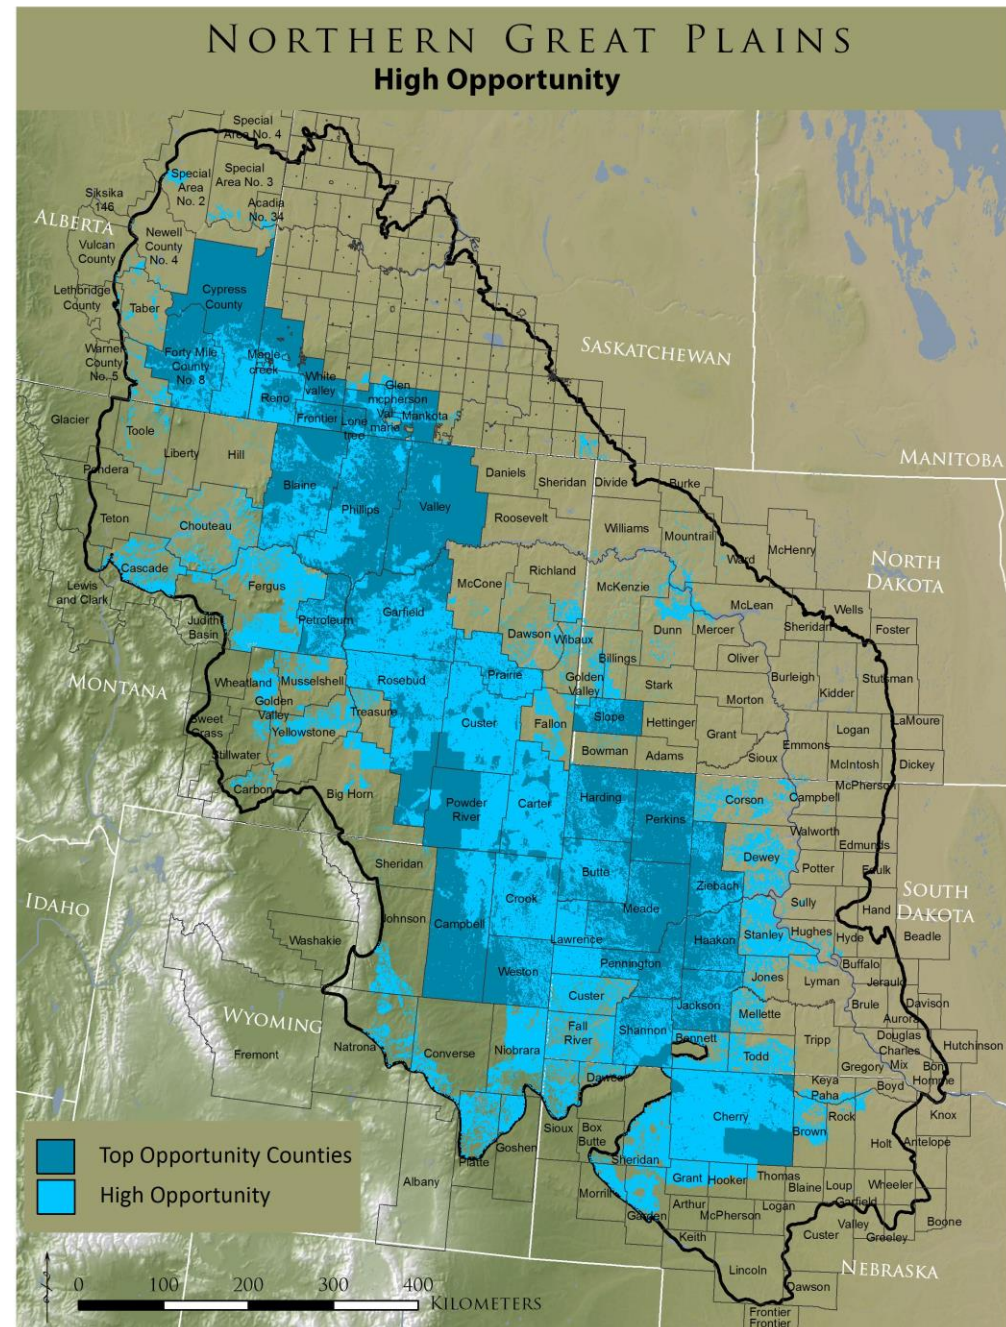 NORTHERN GREAT PLAINS
High Opportunity
Special
Area No. 4
Special
Area
No. 2
Special
Area No. 3
Siksika
146
Acadia
No. 34
ALBERTA
Newell
County
No. 4
Vulcan
County
Cypress
County
Lethbridge
County
Taber
SASKATCHEWAN
Warner
County
No. 5
Forty Mile
County
No. 8
Maple
creek
White
valley
Reno
Glen
mcpherson
Val
marie
Mankota
Frontier
Lone
tree
Glacier
Toole
Liberty
Hill
MANITOBA
Pondera
Blaine
Phillips
Valley
Daniels
Sheridan
Divide
Burke
Teton
Chouteau
Roosevelt
Williams
Mountrail
Ward
McHenry
NORTH
DAKOTA
Cascade
Fergus
McCone
Richland
McKenzie
Lewis
and Clark
Garfield
McLean
Wells
Judith
Basin
Petroleum
Dawson
Wibaux
Dunn
Mercer
Sheridan
Foster
Billings
Oliver
MONTANA
Wheatland
Musselshell
Rosebud
Prairie
Golden
Valley
Stark
Burleigh
Kidder
Stutsman
Golden
Valley
Treasure
Morton
Sweet
Grass
Yellowstone
Custer
Fallon
Slope
Hettinger
Grant
Logan
LaMoure
Stillwater
Bowman
Adams
Sioux
Emmons
McIntosh
Dickey
Carbon
Big Horn
Powder
River
Carter
Harding
Perkins
Corson
Campbell
McPherson
Walworth
Edmunds
Sheridan
Butte
Dewey
Potter
Faulk
IDAHO
Johnson
Campbell
Crook
Meade
Ziebach
Sully
SOUTH
DAKOTA
Hand
Washakie
Lawrence
Haakon
Stanley
Hughes
Hyde
Beadle
Weston
Pennington
Buffalo
Custer
Jones
Lyman
Jerauld
WYOMING
Jackson
Mellette
Brule
Davison
Aurora
Fremont
Natrona
Converse
Niobrara
Fall
River
Shannon
Bennett
Todd
Tripp
Douglas
Charles
Mix
Hutchinson
Gregory
Bon
Homme
Dawes
Keya
Paha
Boyd
Cherry
Rock
Knox
Sioux
Box
Butte
Brown
Holt
Antelope
Top Opportunity Counties
Goshen
Platte
Sheridan
High Opportunity
Albany
Morrill
Grant
Hooker
Thomas
Blaine
Loup
Wheeler
Garden
Arthur
McPherson
Logan
Garfield
Valley
Boone
Keith
Custer
Greeley
NEBRASKA
Lincoln
Dawson
Frontier
Frontier
0 100 200 300 400
KILOMETERS